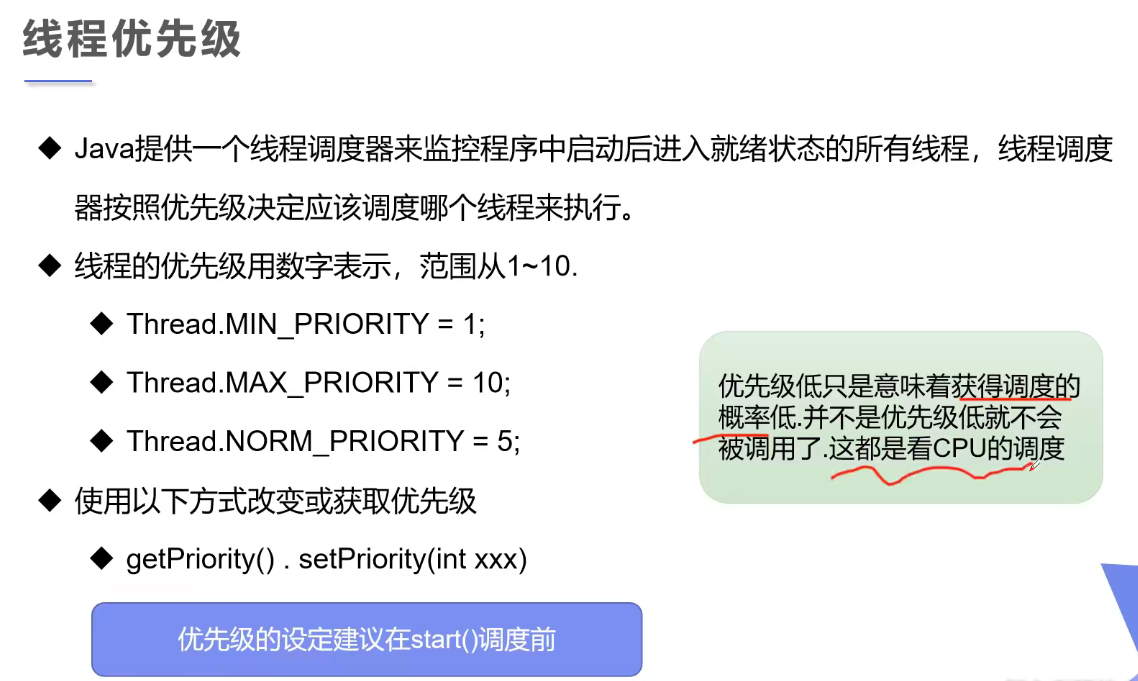 线程优先级
Java提供一个线程调度器来监控程序中启动后进入就绪状态的所有线程，线程调度
器按照优先级决定应该调度哪个线程来执行。
线程的优先级用数字表示，范围从1~10.
Thread.MIN_PRIORITY = 1;
Thread.MAX_PRIORITY = 10;
Thread.NORM_PRIORITY = 5;
优先级低只是意味着获得调度的
概率低.并不是优先级低就不会
被调用了.这都是看CPU的调度
使用以下方式改变或获取优先级
getPriority() . setPriority(int xxx)
优先级的设定建议在start()调度前